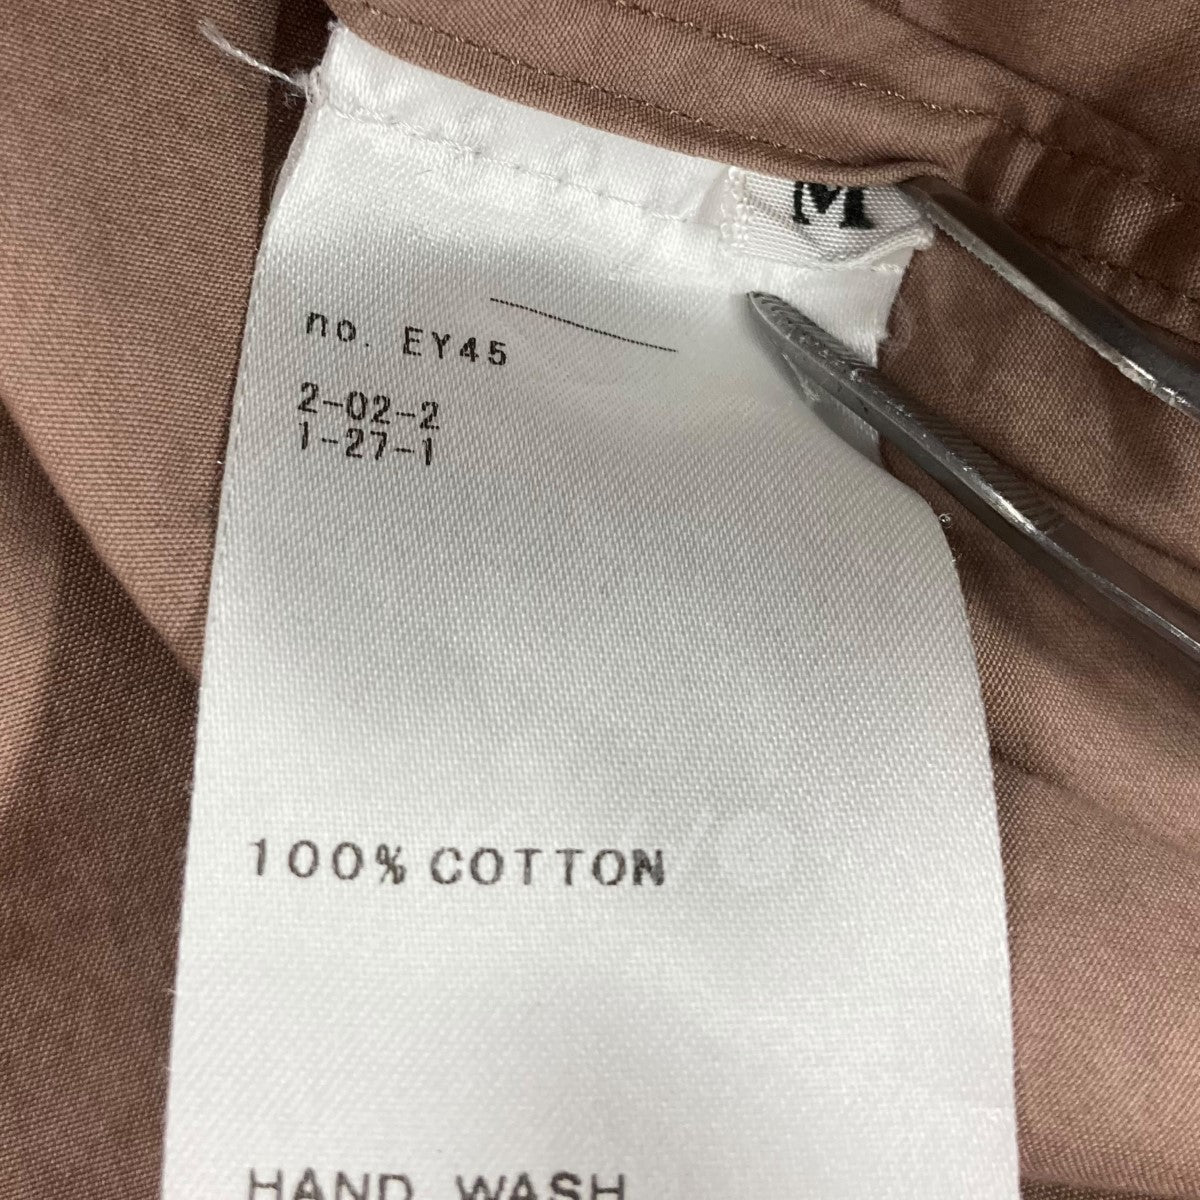 M
no. EY45
2-02-2
1-27-1
100% COTTON
HAND WASH